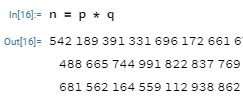 In[16]:= n = p * q
Out[16]= 542 189 391 331 696 172 661 6
488 665 744 991 822 837 769
681 562 164 559 112 938 862